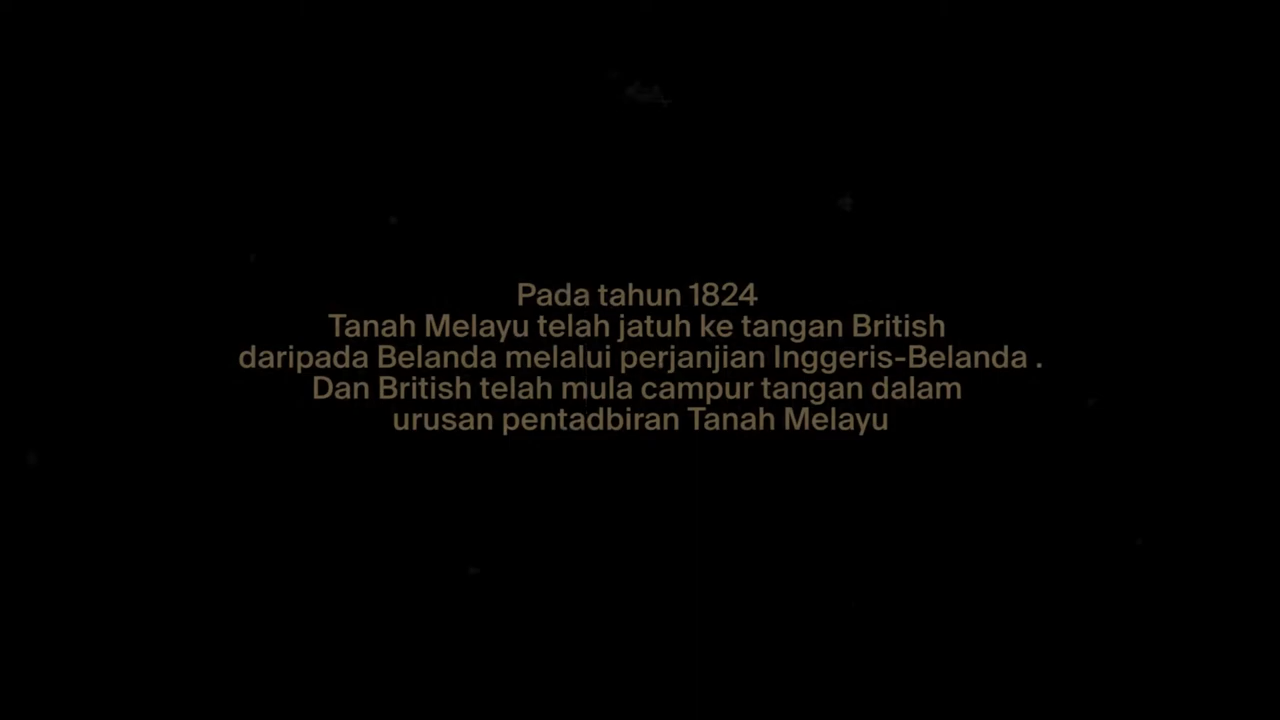 Pada tahun 1824
Tanah Melayu telah jatuh ke tangan British
daripada Belanda melalui perjanjian Inggeris-Belanda .
Dan British telah mula campur tangan dalam
urusan pentadbiran Tanah Melayu